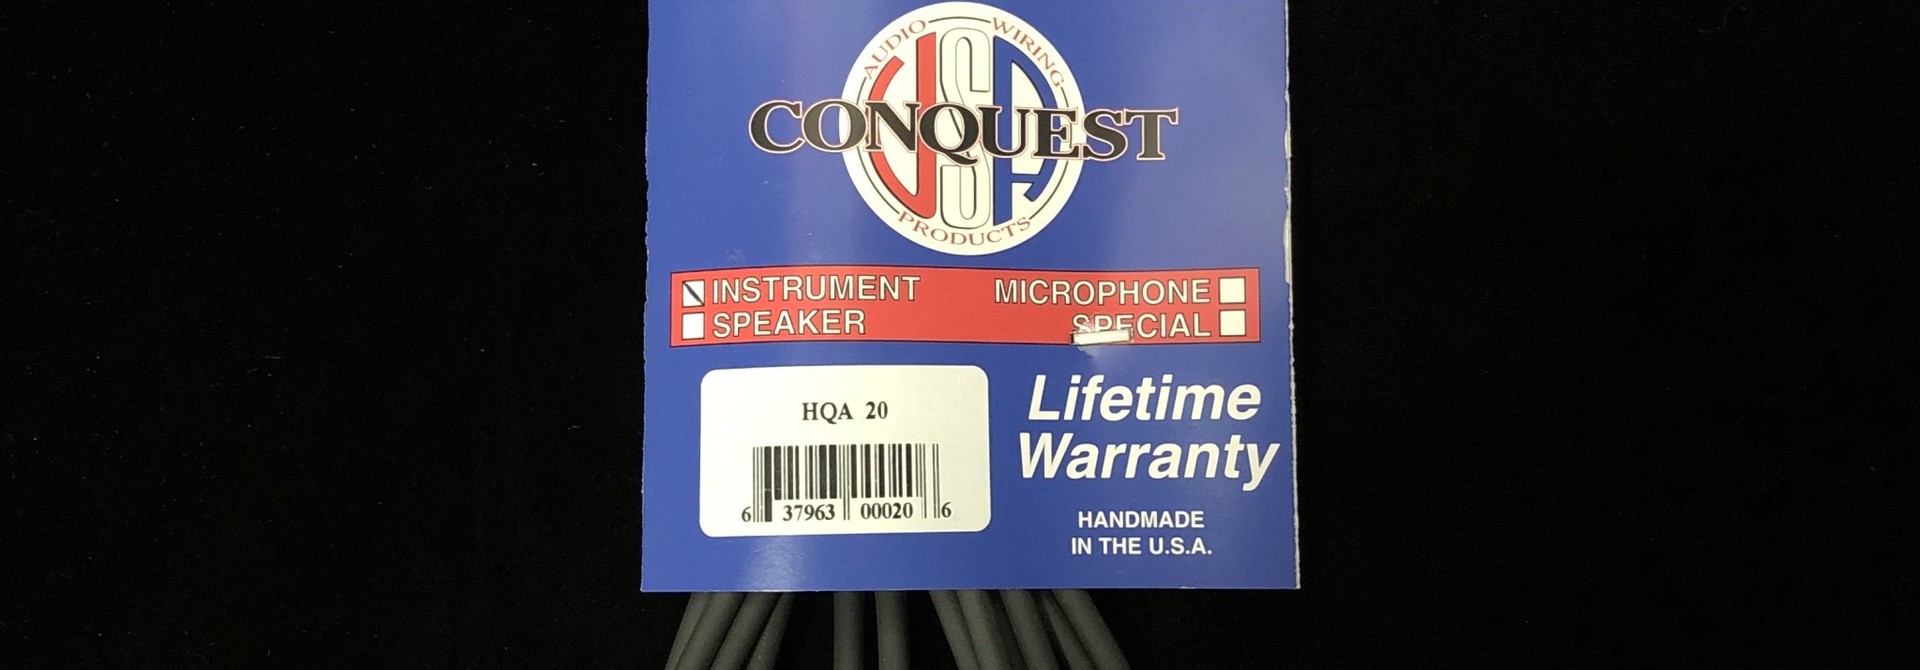 AUDIO WIRING
USA
CONQUEST
PRODUCTS
INSTRUMENT MICROPHONE
SPEAKER SPECIAL
HQA 20
6 37963 00020 6
Lifetime
Warranty
HANDMADE
IN THE U.S.A.